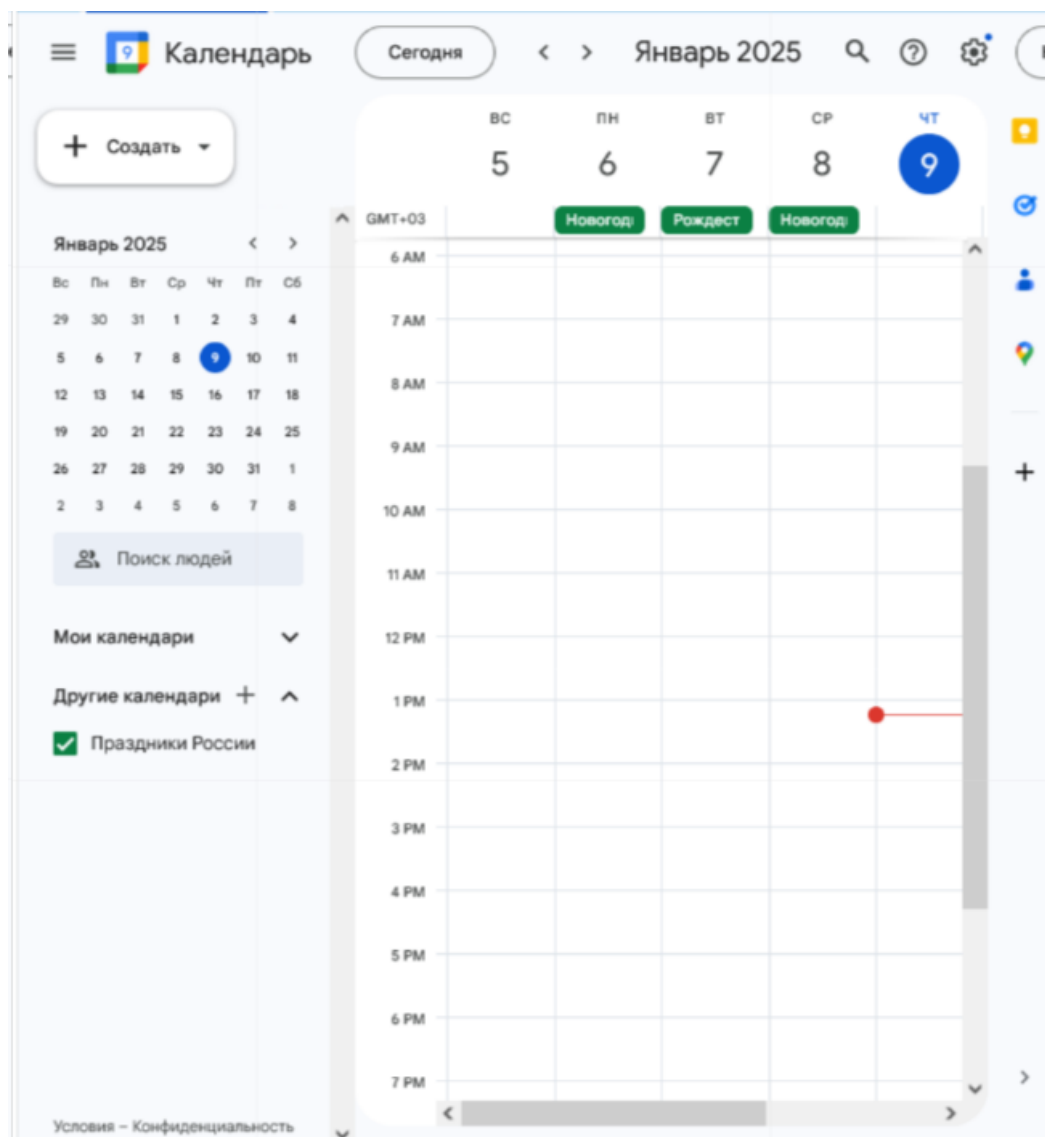 9 Календарь Сегодня < > Январь 2025
+ Создать
Январь 2025 < >
Вс Пн Вт Ср Чт Пт Сб
29 30 31 1 2 3 4
5 6 7 8 9 10 11
12 13 14 15 16 17 18
19 20 21 22 23 24 25
26 27 28 29 30 31 1
2 3 4 5 6 7 8
Поиск людей
Мои календари
Другие календари +
Праздники России
Условия – Конфиденциальность
ВС ПН ВТ СР ЧТ
5 6 7 8 9
GMT+03 Новогод Рождест Новогод
6 AM
7 AM
8 AM
9 AM
10 AM
11 AM
12 PM
1 PM
2 PM
3 PM
4 PM
5 PM
6 PM
7 PM